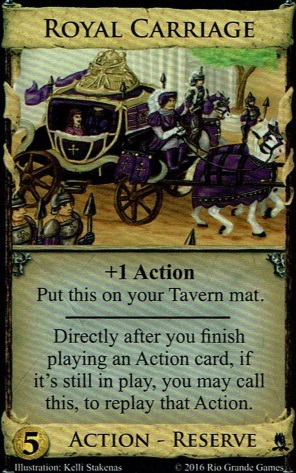 ROYAL CARRIAGE
+1 Action
Put this on your Tavern mat.
Directly after you finish
playing an Action card, if
it's still in play, you may call
this, to replay that Action.
5 ACTION - RESERVE
Illustration: Kelli Stakenas © 2016 Rio Grande Games